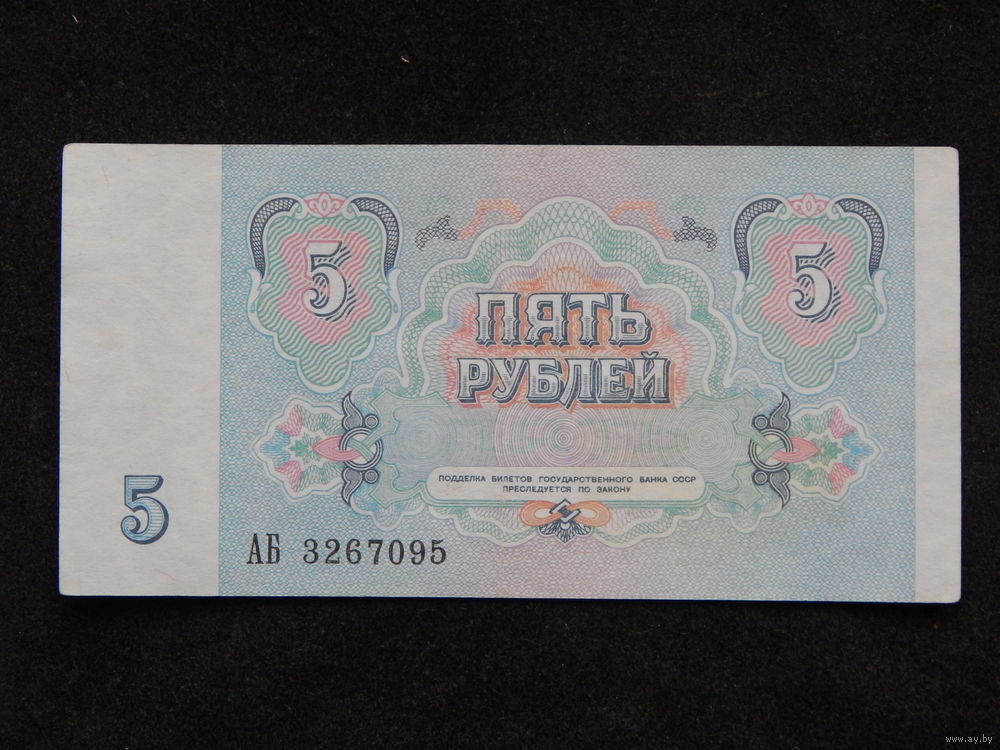 5 5
ПЯТЬ
РУБЛЕЙ
ПОДДЕЛКА БИЛЕТОВ ГОСУДАРСТВЕННОГО БАНКА СССР
ПРЕСЛЕДУЕТСЯ ПО ЗАКОНУ
5
АБ 3267095
www.ay.by